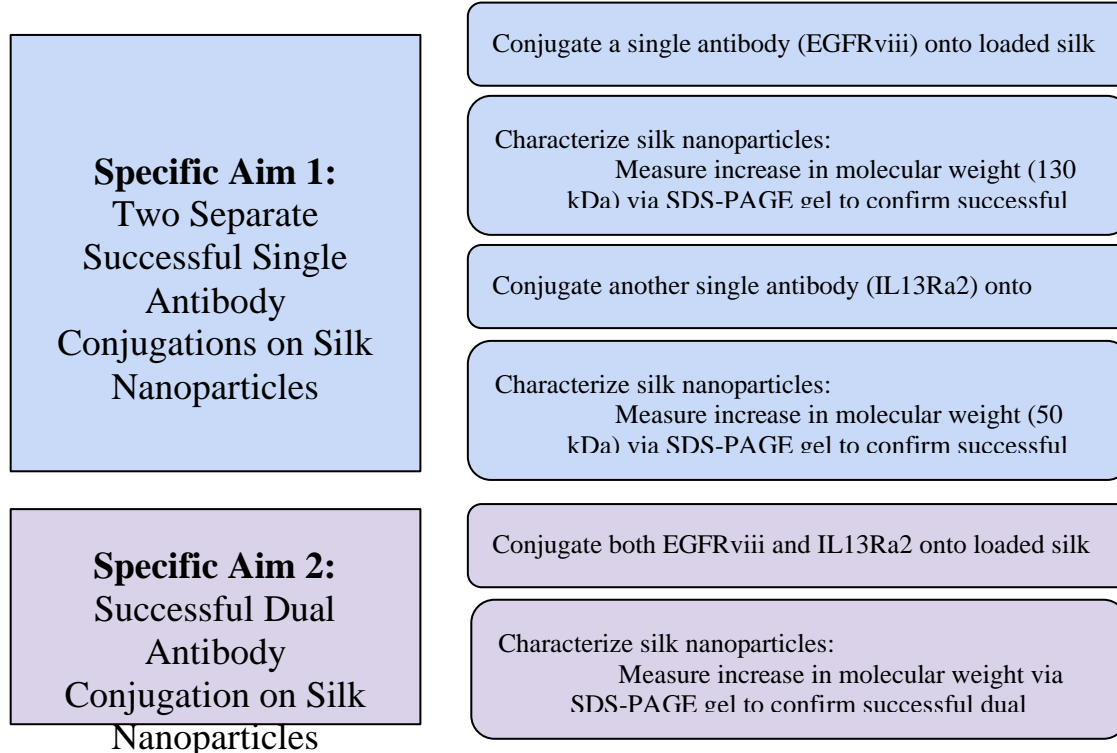 Specific Aim 1:
Two Separate
Successful Single
Antibody
Conjugations on Silk
Nanoparticles
Conjugate a single antibody (EGFRviii) onto loaded silk
Characterize silk nanoparticles:
Measure increase in molecular weight (130
kDa) via SDS-PAGE gel to confirm successful
Conjugate another single antibody (IL13Ra2) onto
Characterize silk nanoparticles:
Measure increase in molecular weight (50
kDa) via SDS-PAGE gel to confirm successful
Specific Aim 2:
Successful Dual
Antibody
Conjugation on Silk
Nanoparticles
Conjugate both EGFRviii and IL13Ra2 onto loaded silk
Characterize silk nanoparticles:
Measure increase in molecular weight via
SDS-PAGE gel to confirm successful dual